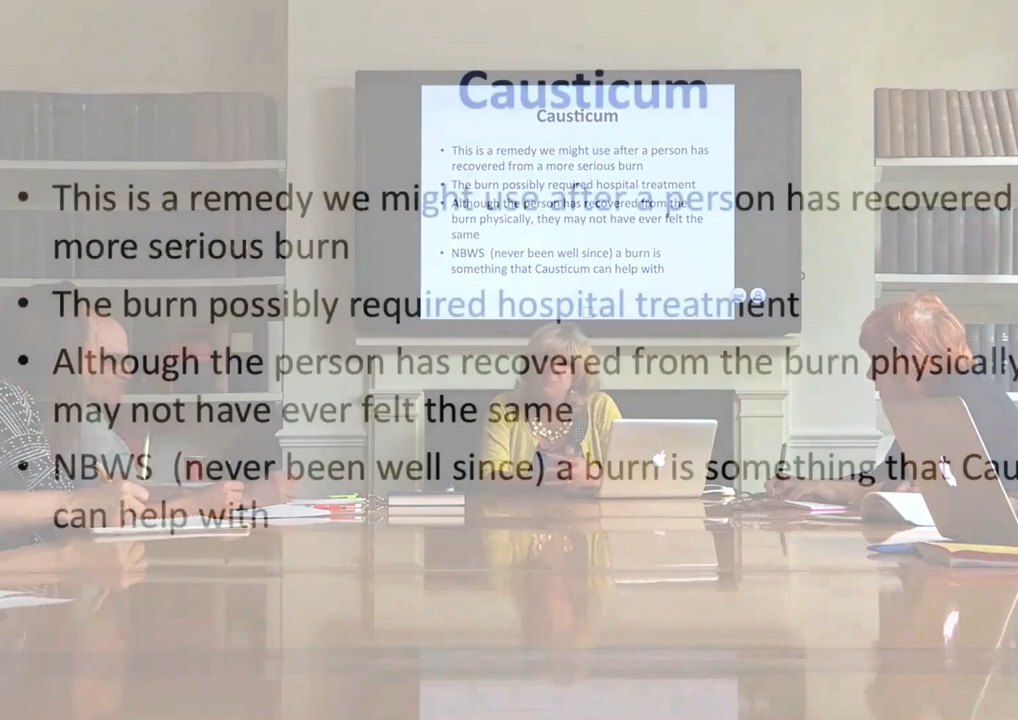 Causticum
• This is a remedy we might use after a person has recovered
more serious burn
• The burn possibly required hospital treatment
• Although the person has recovered from the burn physically
may not have ever felt the same
• NBWS (never been well since) a burn is something that Cau
can help with
Causticum
• This is a remedy we might use after a person has
recovered from a more serious burn
• The burn possibly required hospital treatment
• Although the person has recovered from the
burn physically, they may not have ever felt the
same
• NBWS (never been well since) a burn is
something that Causticum can help with